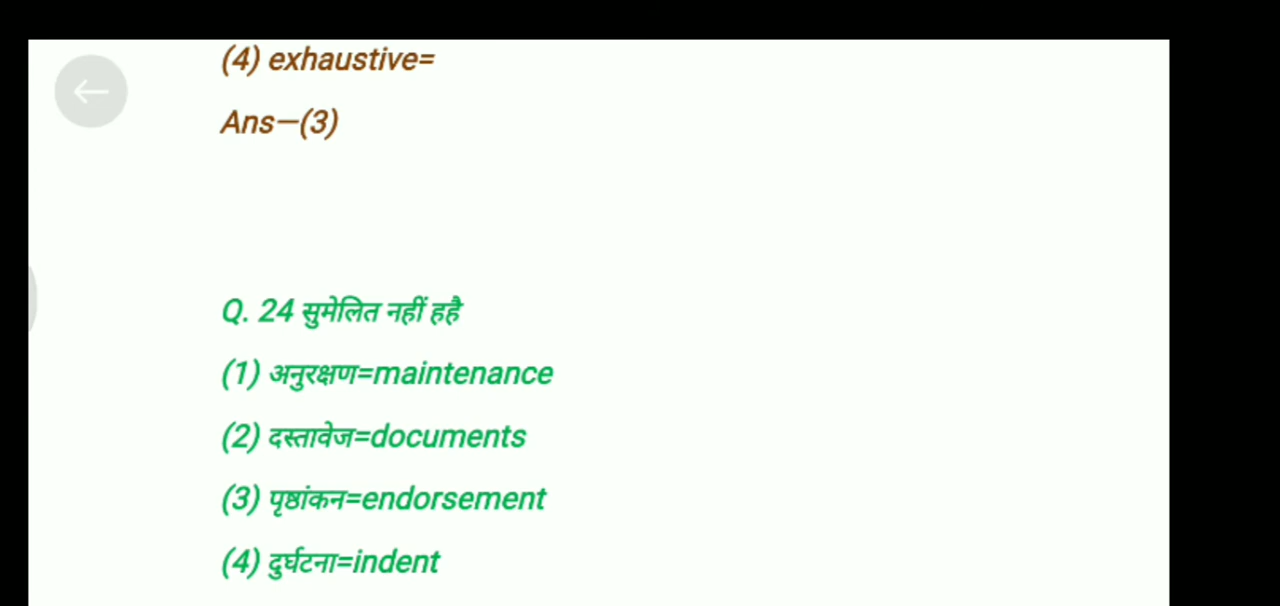 (4) exhaustive=
Ans—(3)
Q. 24 सुमेलित नहीं हहै
(1) अनुरक्षण=maintenance
(2) दस्तावेज=documents
(3) पृष्ठांकन=endorsement
(4) दुर्घटना=indent